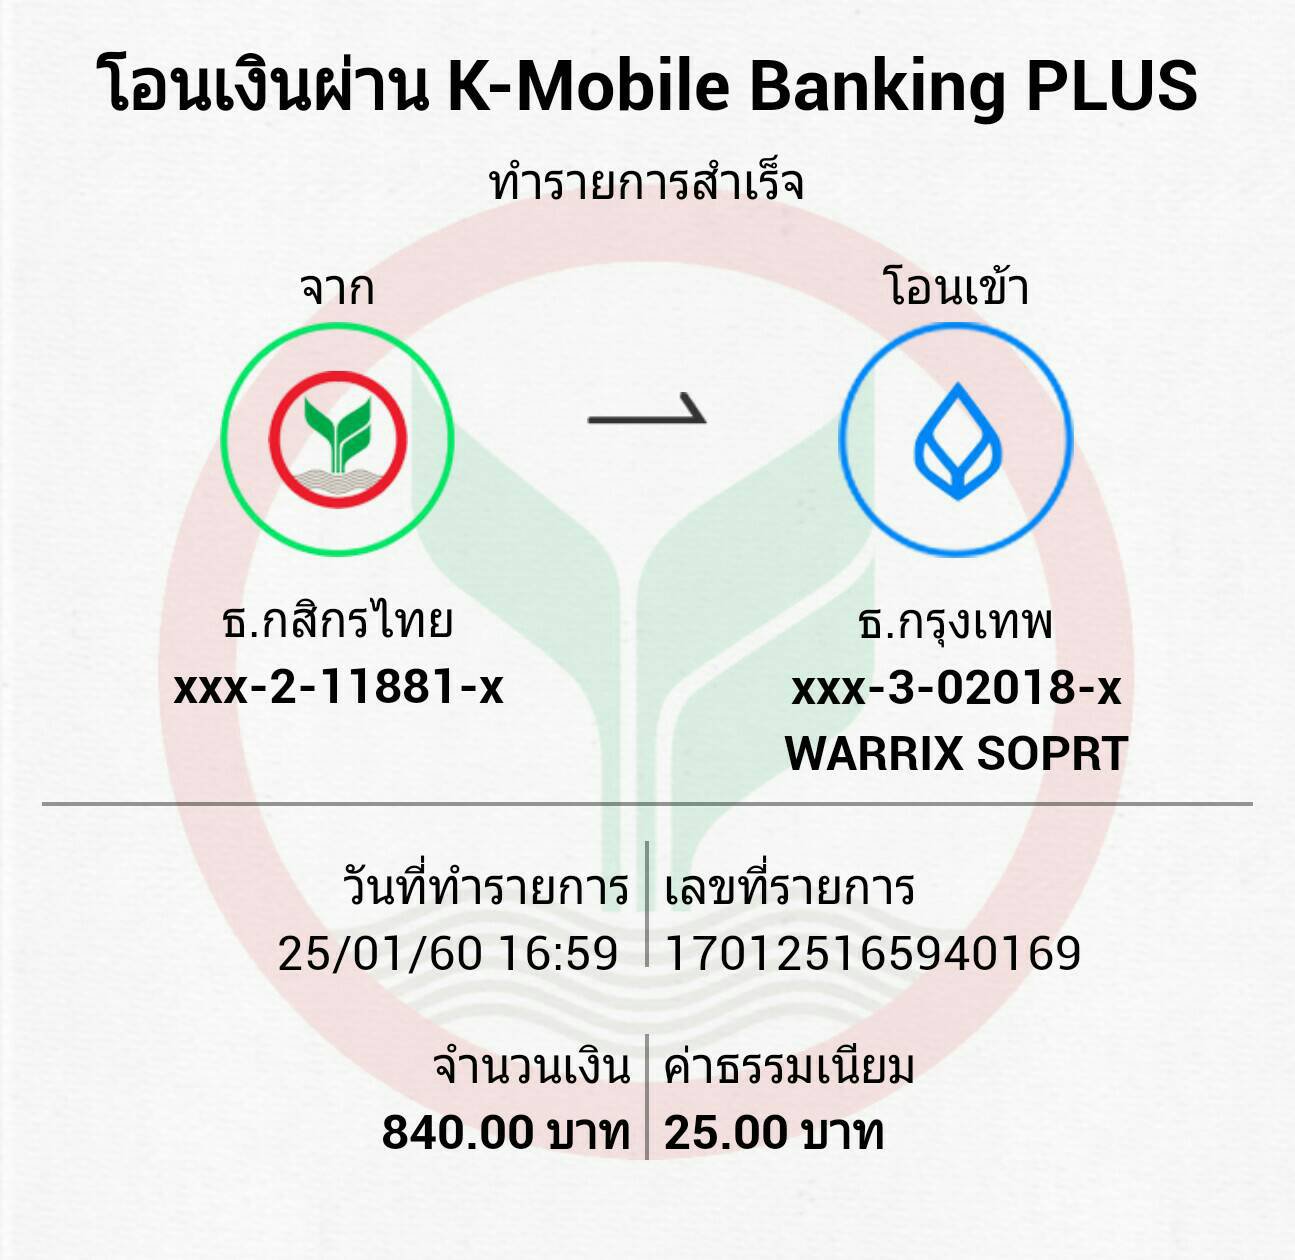 โอนเงินผ่าน K-Mobile Banking PLUS
ทำรายการสำเร็จ
จาก
ธ.กสิกรไทย
xxx-2-11881-x
โอนเข้า
ธ.กรุงเทพ
xxx-3-02018-x
WARRIX SOPRT
วันที่ทำรายการ
25/01/60 16:59
เลขที่รายการ
170125165940169
จำนวนเงิน
840.00 บาท
ค่าธรรมเนียม
25.00 บาท